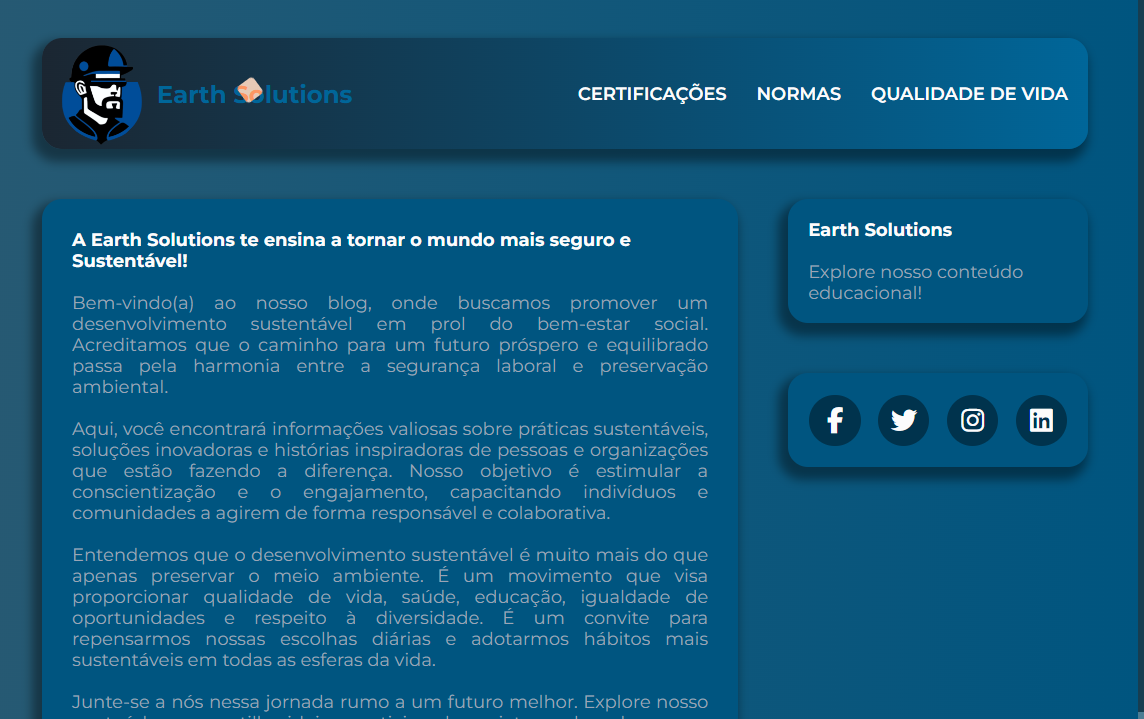 Earth Solutions
CERTIFICAÇÕES NORMAS QUALIDADE DE VIDA
A Earth Solutions te ensina a tornar o mundo mais seguro e
Sustentável!
Bem-vindo(a) ao nosso blog, onde buscamos promover um
desenvolvimento sustentável em prol do bem-estar social.
Acreditamos que o caminho para um futuro próspero e equilibrado
passa pela harmonia entre a segurança laboral e preservação
ambiental.
Aqui, você encontrará informações valiosas sobre práticas sustentáveis,
soluções inovadoras e histórias inspiradoras de pessoas e organizações
que estão fazendo a diferença. Nosso objetivo é estimular a
conscientização e o engajamento, capacitando indivíduos e
comunidades a agirem de forma responsável e colaborativa.
Entendemos que o desenvolvimento sustentável é muito mais do que
apenas preservar o meio ambiente. É um movimento que visa
proporcionar qualidade de vida, saúde, educação, igualdade de
oportunidades e respeito à diversidade. É um convite para
repensarmos nossas escolhas diárias e adotarmos hábitos mais
sustentáveis em todas as esferas da vida.
Junte-se a nós nessa jornada rumo a um futuro melhor. Explore nosso
Earth Solutions
Explore nosso conteúdo
educacional!